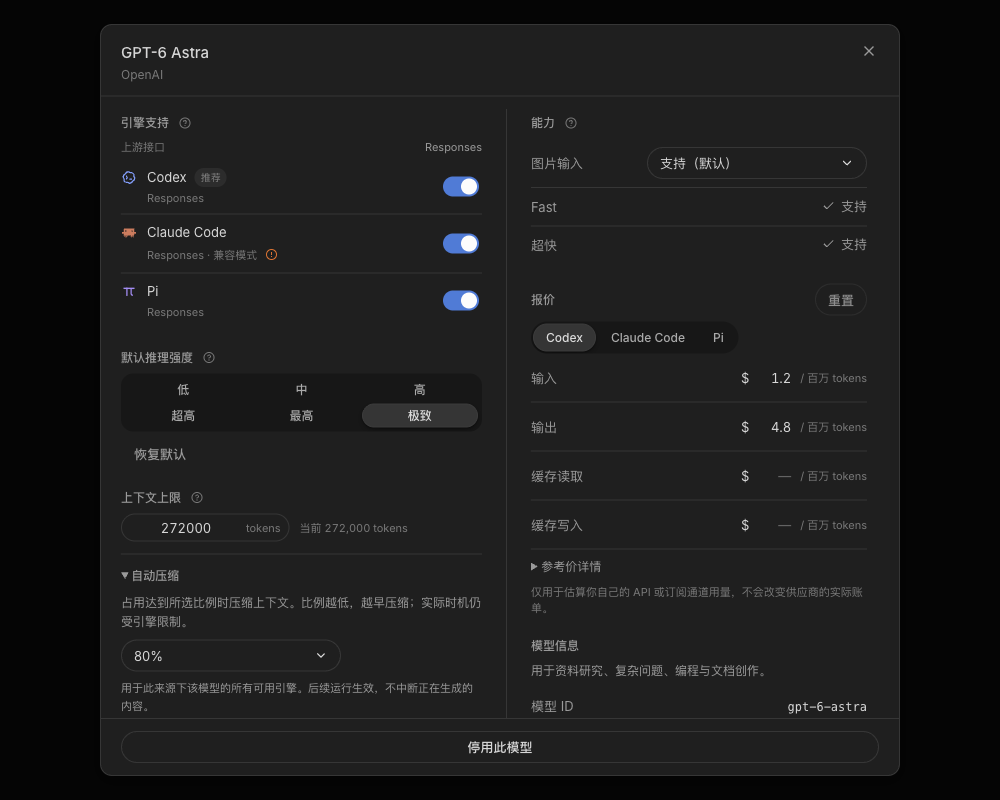 GPT-6 Astra
OpenAI
引擎支持
上游接口 Responses
Codex 推荐
Responses
Claude Code
Responses · 兼容模式
Pi
Responses
默认推理强度
低 中 高
超高 最高 极致
恢复默认
上下文上限
272000 tokens 当前 272,000 tokens
自动压缩
占用达到所选比例时压缩上下文。比例越低，越早压缩；实际时机仍
受引擎限制。
80%
用于此来源下该模型的所有可用引擎。后续运行生效，不中断正在生成的
内容。
能力
图片输入 支持（默认）
Fast 支持
超快 支持
报价 重置
Codex Claude Code Pi
输入 $ 1.2 / 百万 tokens
输出 $ 4.8 / 百万 tokens
缓存读取 $ — / 百万 tokens
缓存写入 $ — / 百万 tokens
参考价详情
仅用于估算你自己的 API 或订阅通道用量，不会改变供应商的实际账
单。
模型信息
用于资料研究、复杂问题、编程与文档创作。
模型 ID gpt-6-astra
停用此模型